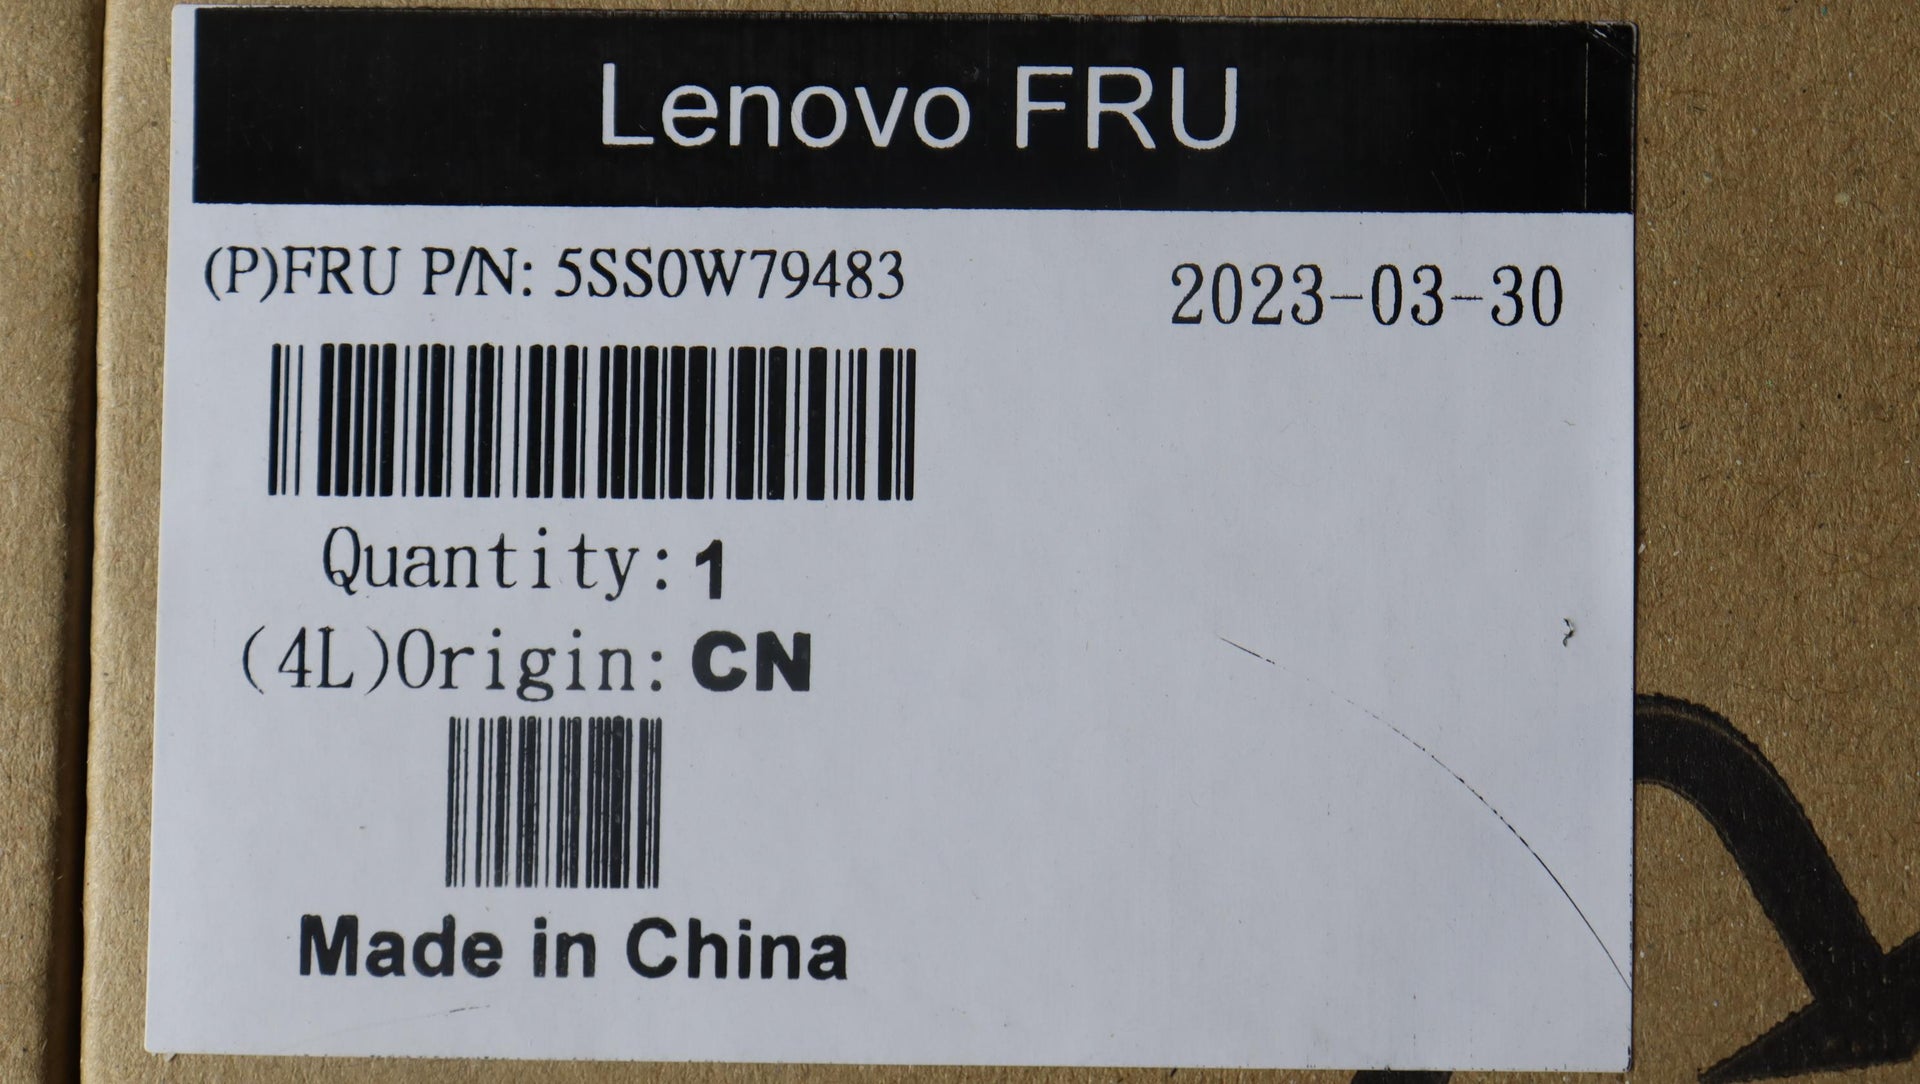 Lenovo FRU
(P)FRU P/N: 5SS0W79483
2023-03-30
Quantity: 1
(4L)Origin: CN
Made in China